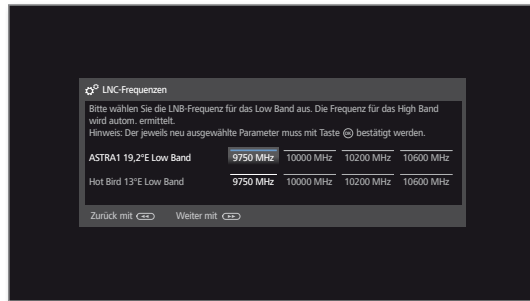 LNC-Frequenzen
Bitte wählen Sie die LNB-Frequenz für das Low Band aus. Die Frequenz für das High Band
wird autom. ermittelt.
Hinweis: Der jeweils neu ausgewählte Parameter muss mit Taste OK bestätigt werden.
ASTRA1 19,2°E Low Band 9750 MHz 10000 MHz 10200 MHz 10600 MHz
Hot Bird 13°E Low Band 9750 MHz 10000 MHz 10200 MHz 10600 MHz
Zurück mit Weiter mit